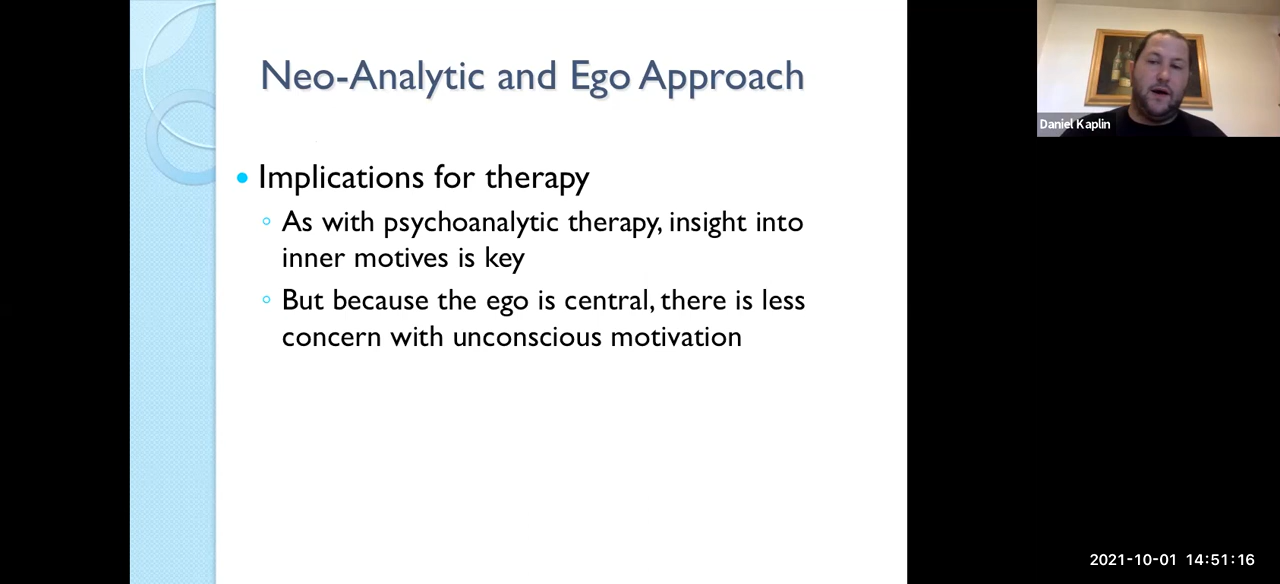 Neo-Analytic and Ego Approach
Implications for therapy
As with psychoanalytic therapy, insight into
inner motives is key
But because the ego is central, there is less
concern with unconscious motivation
Daniel Kaplin
2021-10-01 14:51:16